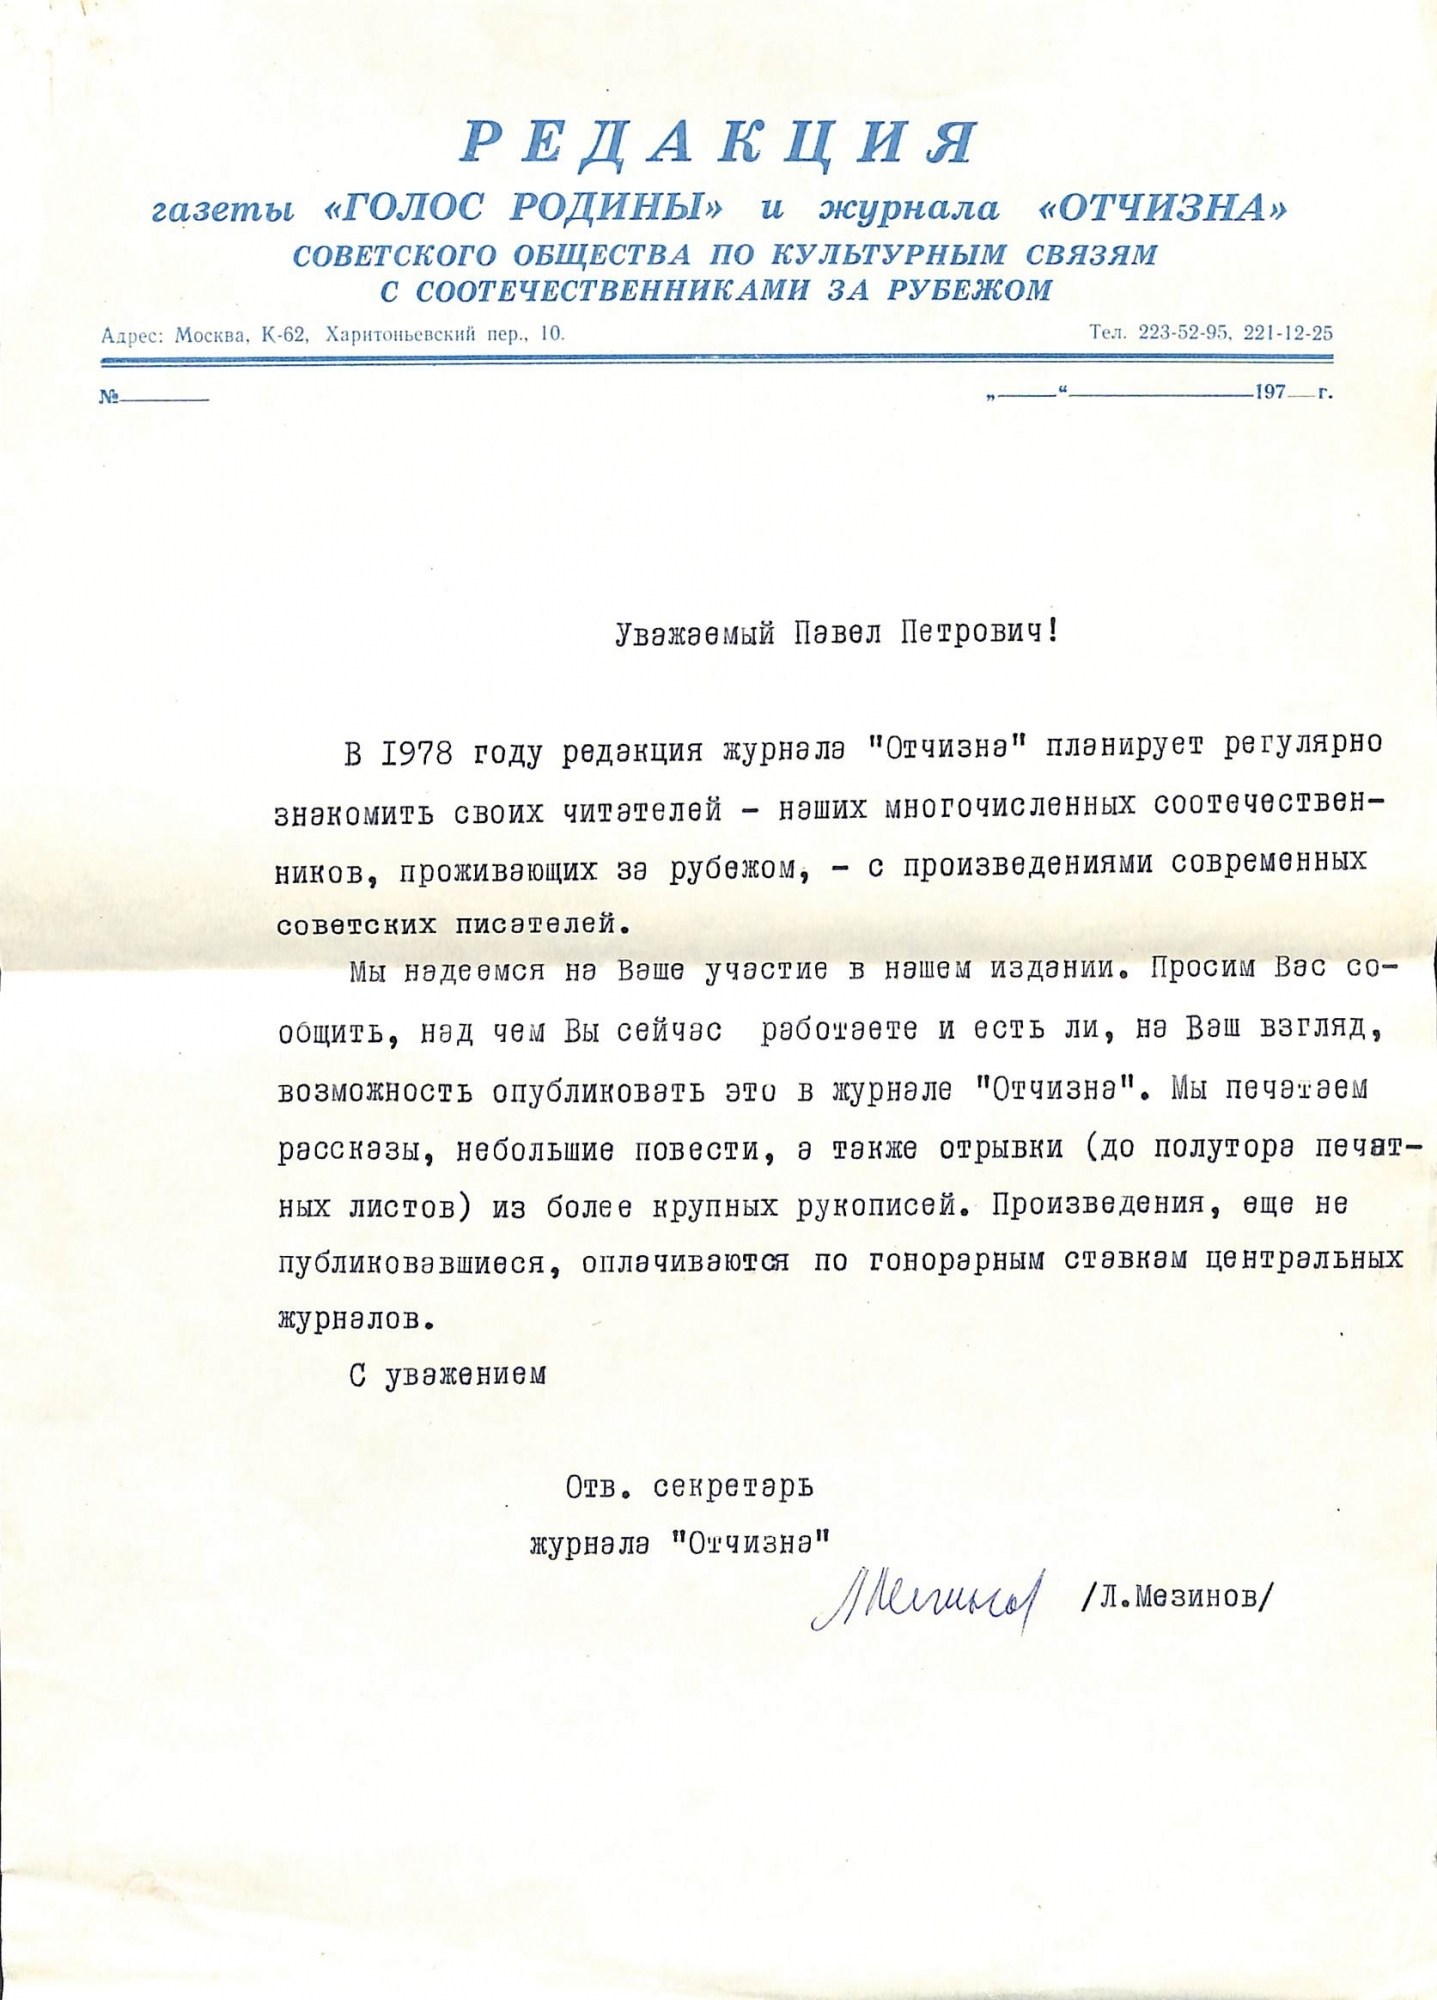 РЕДАКЦИЯ
газеты «ГОЛОС РОДИНЫ» и журнала «ОТЧИЗНА»
СОВЕТСКОГО ОБЩЕСТВА ПО КУЛЬТУРНЫМ СВЯЗЯМ
С СООТЕЧЕСТВЕННИКАМИ ЗА РУБЕЖОМ
Адрес: Москва, К-62, Харитоньевский пер., 10. Тел. 223-52-95, 221-12-25
№______ „____“____________197__г.
Уважаемый Павел Петрович!
В 1978 году редакция журнала "Отчизна" планирует регулярно
знакомить своих читателей – наших многочисленных соотечествен-
ников, проживающих за рубежом, – с произведениями современных
советских писателей.
Мы надеемся на Ваше участие в нашем издании. Просим Вас со-
общить, над чем Вы сейчас работаете и есть ли, на Ваш взгляд,
возможность опубликовать это в журнале "Отчизна". Мы печатаем
рассказы, небольшие повести, а также отрывки (до полутора печат-
ных листов) из более крупных рукописей. Произведения, еще не
публиковавшиеся, оплачиваются по гонорарным ставкам центральных
журналов.
С уважением
Отв. секретарь
журнала "Отчизна"
/Л.Мезинов/